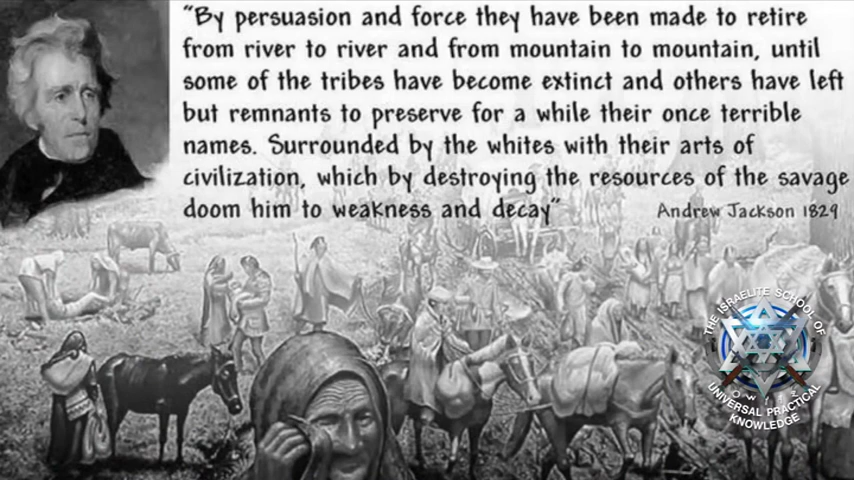 "By persuasion and force they have been made to retire
from river to river and from mountain to mountain, until
some of the tribes have become extinct and others have left
but remnants to preserve for a while their once terrible
names. Surrounded by the whites with their arts of
civilization, which by destroying the resources of the savage
doom him to weakness and decay"
Andrew Jackson 1829
THE ISRAELITE SCHOOL OF
UNIVERSAL PRACTICAL
KNOWLEDGE